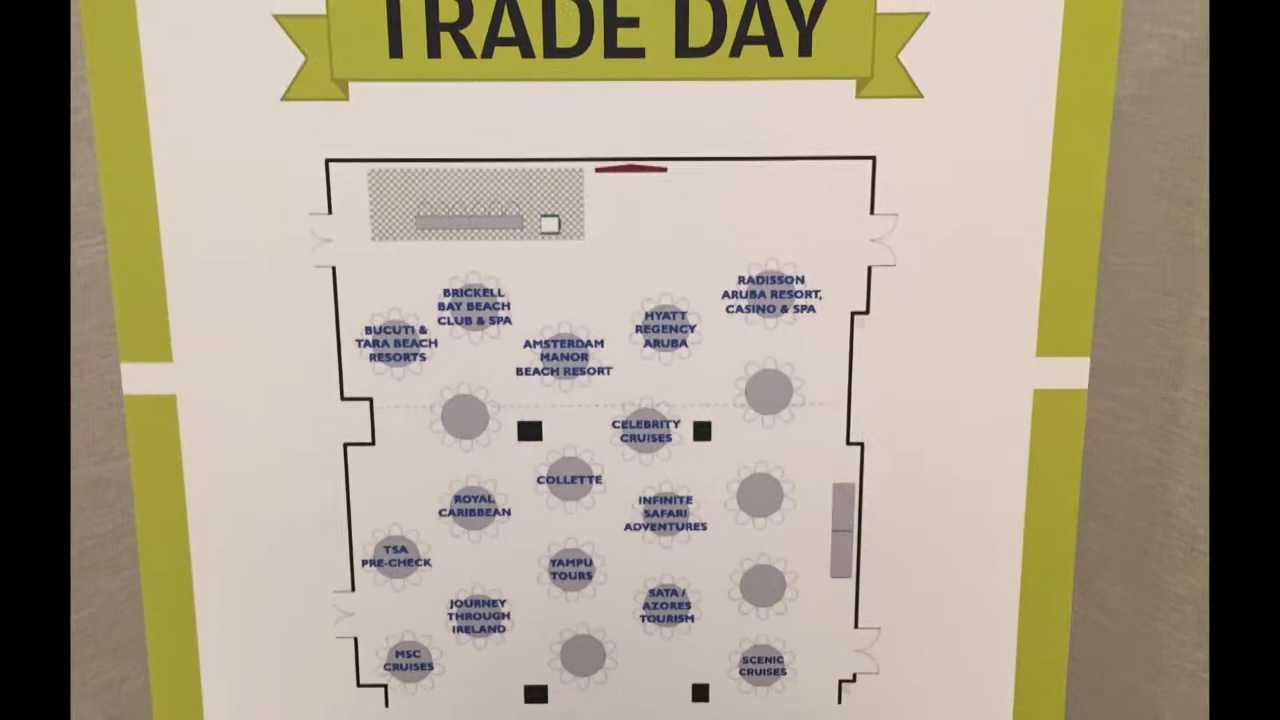 TRADE DAY
BRICKELL
BAY BEACH
CLUB & SPA
RADISSON
ARUBA RESORT,
CASINO & SPA
BUCUTI &
TARA BEACH
RESORTS
AMSTERDAM
MANOR
BEACH RESORT
HYATT
REGENCY
ARUBA
CELEBRITY
CRUISES
COLLETTE
ROYAL
CARIBBEAN
INFINITE
SAFARI
ADVENTURES
TSA
PRE-CHECK
YAMPU
TOURS
JOURNEY
THROUGH
IRELAND
SATA /
AZORES
TOURISM
MSC
CRUISES
SCENIC
CRUISES